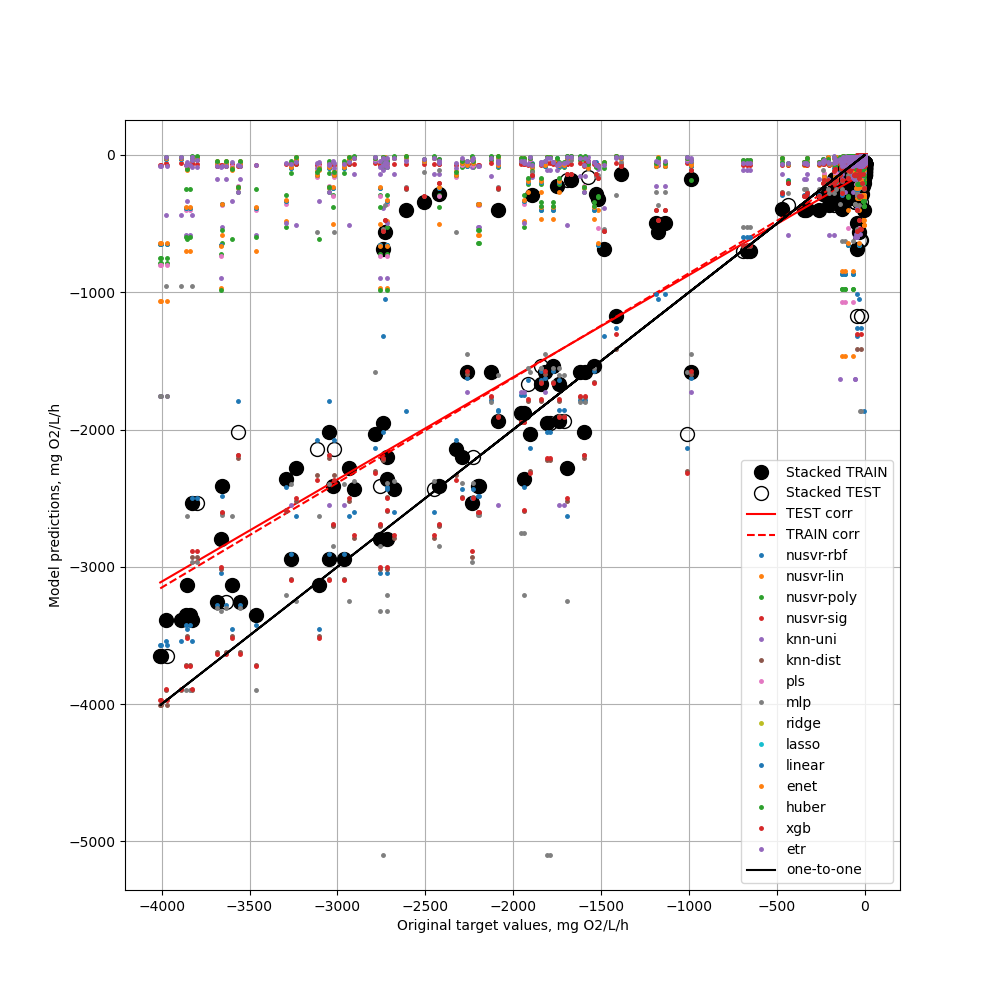 0
−1000
−2000
−3000
−4000
−5000
Model predictions, mg O2/L/h
−4000
−3500
−3000
−2500
−2000
−1500
−1000
−500
0
Original target values, mg O2/L/h
Stacked TRAIN
Stacked TEST
TEST corr
TRAIN corr
nusvr-rbf
nusvr-lin
nusvr-poly
nusvr-sig
knn-uni
knn-dist
pls
mlp
ridge
lasso
linear
enet
huber
xgb
etr
one-to-one